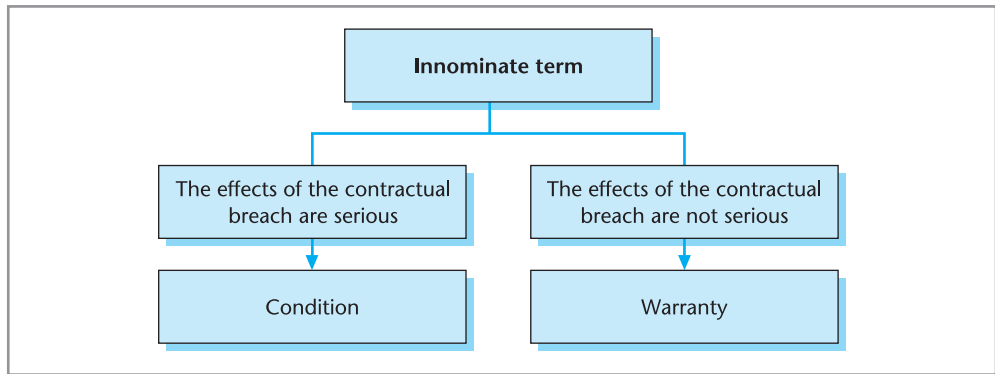 Innominate term
The effects of the contractual
breach are serious
The effects of the contractual
breach are not serious
Condition
Warranty